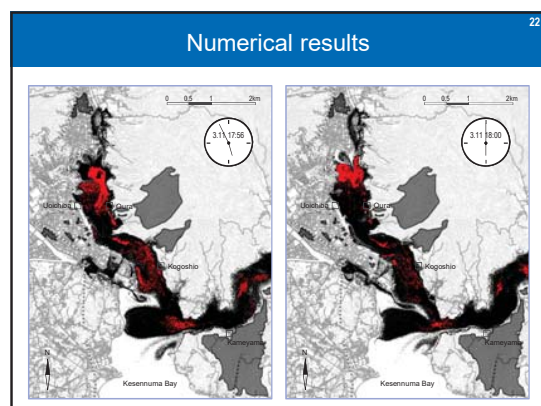 22
Numerical results
0 0.5 1 2km
3.11 17:56
Uoichiba
Oura
Kogoshio
Kameyama
N
Kesennuma Bay
0 0.5 1 2km
3.11 18:00
Uoichiba
Oura
Kogoshio
Kameyama
N
Kesennuma Bay